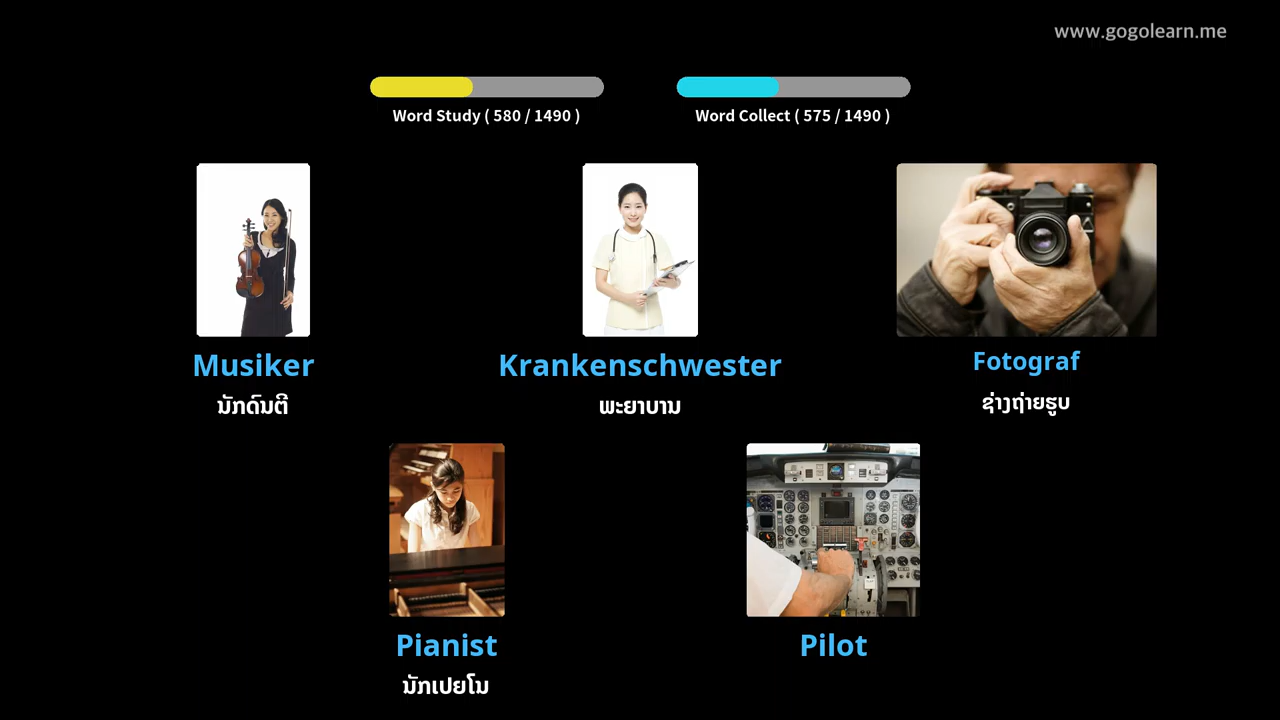 www.gogolearn.me
Word Study ( 580 / 1490 )
Word Collect ( 575 / 1490 )
Musiker
ນັກດົນຕີ
Krankenschwester
ພະຍາບານ
Fotograf
ຊ່າງຖ່າຍຮູບ
Pianist
ນັກເປຍໂນ
Pilot